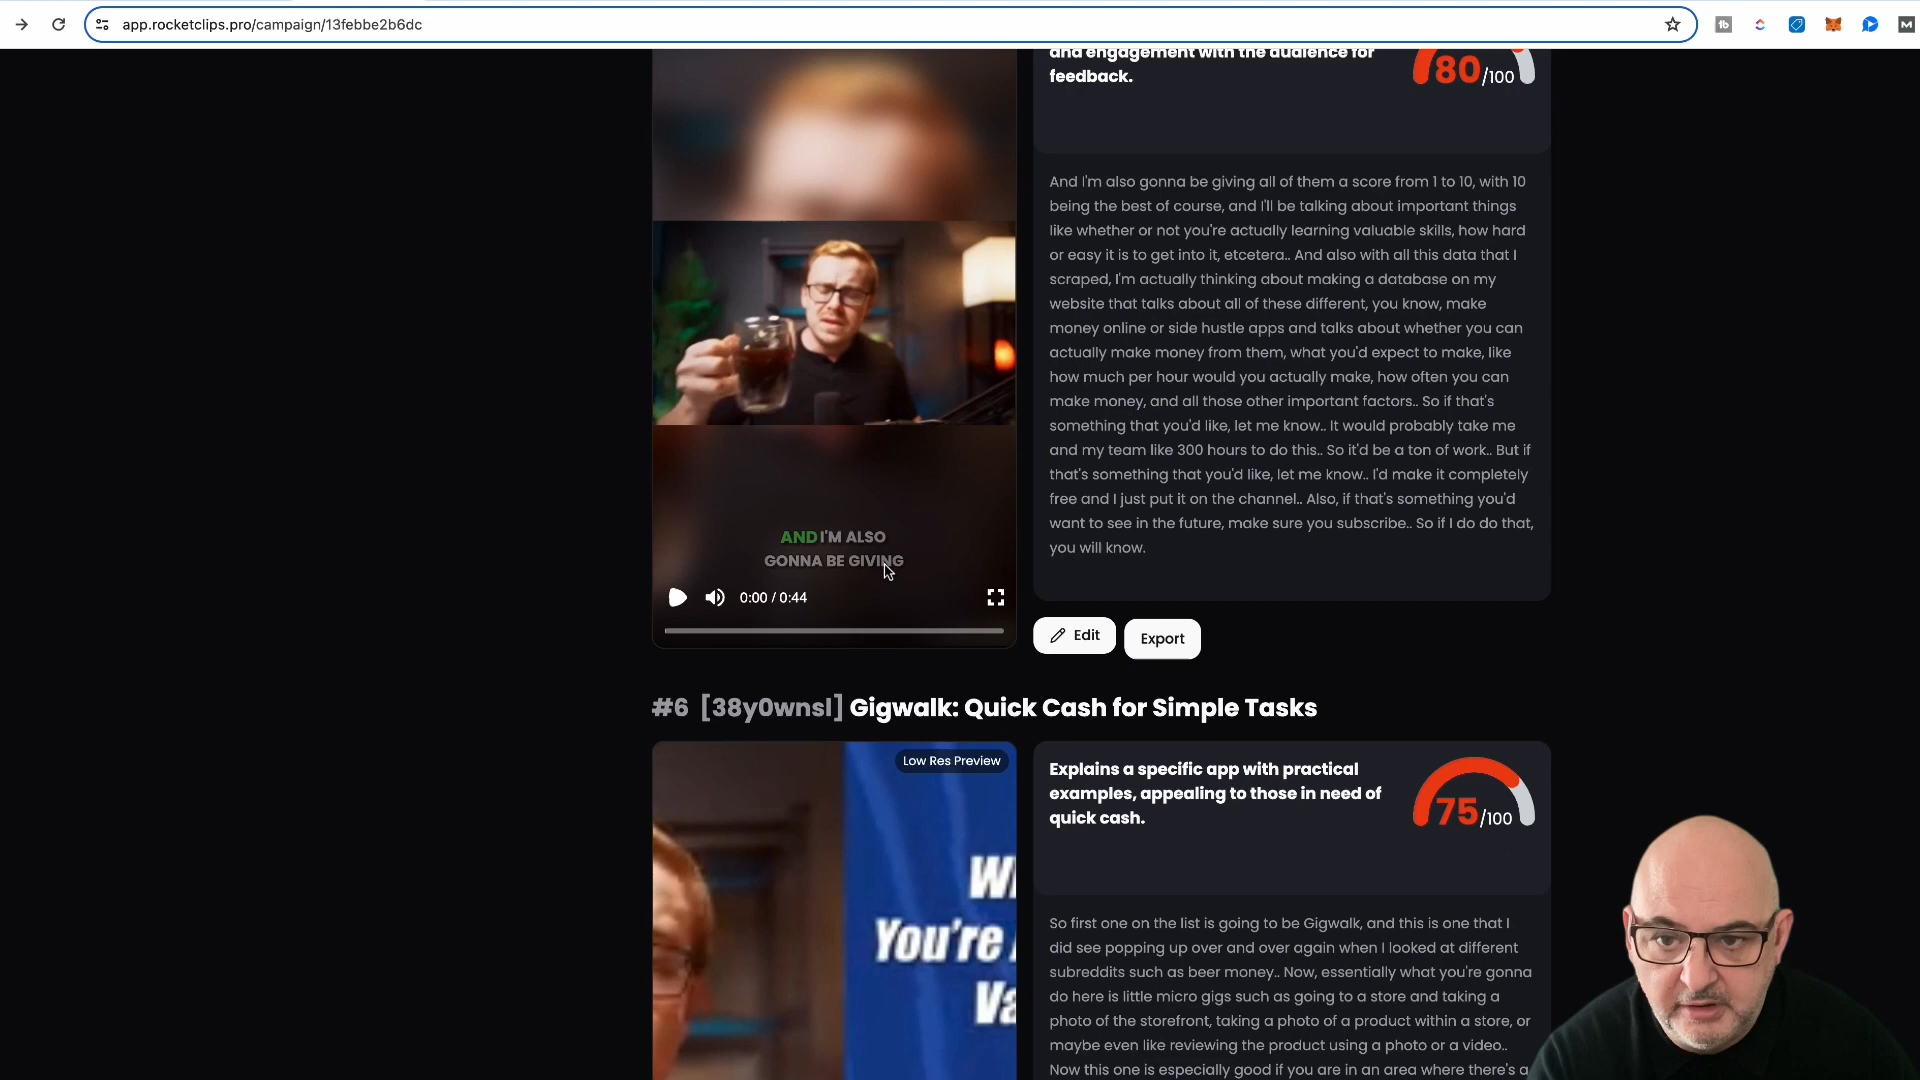 app.rocketclips.pro/campaign/13febbe2b6dc
and engagement with the audience for
feedback.
80/100
And I'm also gonna be giving all of them a score from 1 to 10, with 10
being the best of course, and I'll be talking about important things
like whether or not you're actually learning valuable skills, how hard
or easy it is to get into it, etcetera.. And also with all this data that I
scraped, I'm actually thinking about making a database on my
website that talks about all of these different, you know, make
money online or side hustle apps and talks about whether you can
actually make money from them, what you'd expect to make, like
how much per hour would you actually make, how often you can
make money, and all those other important factors.. So if that's
something that you'd like, let me know.. It would probably take me
and my team like 300 hours to do this.. So it'd be a ton of work.. But if
that's something that you'd like, let me know.. I'd make it completely
free and I just put it on the channel.. Also, if that's something you'd
want to see in the future, make sure you subscribe.. So if I do do that,
you will know.
AND I'M ALSO
GONNA BE GIVING
0:00 / 0:44
Edit
Export
#6 [38y0wnsl] Gigwalk: Quick Cash for Simple Tasks
Low Res Preview
Explains a specific app with practical
examples, appealing to those in need of
quick cash.
75/100
You're
So first one on the list is going to be Gigwalk, and this is one that I
did see popping up over and over again when I looked at different
subreddits such as beer money.. Now, essentially what you're gonna
do here is little micro gigs such as going to a store and taking a
photo of the storefront, taking a photo of a product within a store, or
maybe even like reviewing the product using a photo or a video..
Now this one is especially good if you are in an area where there's a